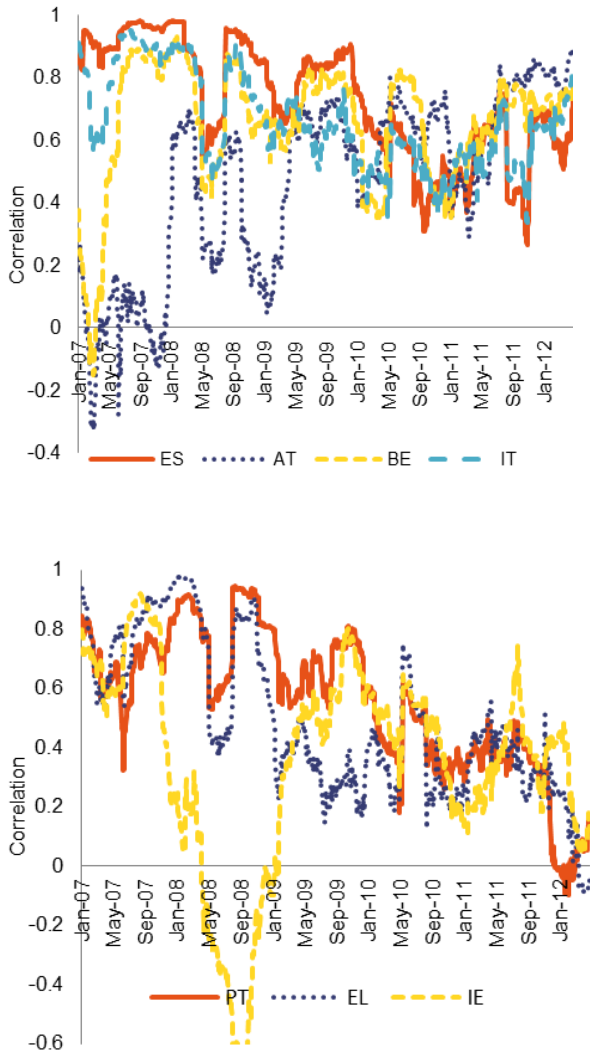 1
0.8
0.6
0.4
0.2
0
-0.2
-0.4
Correlation
Jan-07
May-07
Sep-07
Jan-08
May-08
Sep-08
Jan-09
May-09
Sep-09
Jan-10
May-10
Sep-10
Jan-11
May-11
Sep-11
Jan-12
ES AT BE IT
1
0.8
0.6
0.4
0.2
0
-0.2
-0.4
-0.6
Correlation
Jan-07
May-07
Sep-07
Jan-08
May-08
Sep-08
Jan-09
May-09
Sep-09
Jan-10
May-10
Sep-10
Jan-11
May-11
Sep-11
Jan-12
PT EL IE